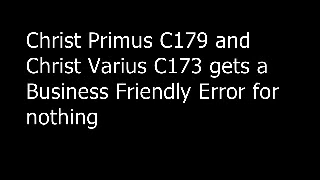 Christ Primus C179 and
Christ Varius C173 gets a
Business Friendly Error for
nothing